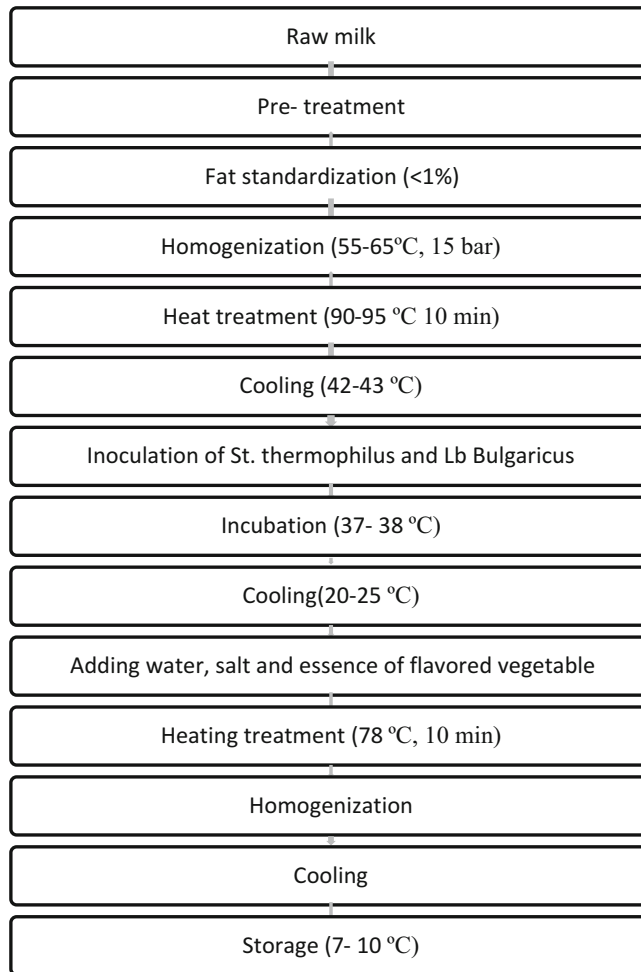 Raw milk
Pre- treatment
Fat standardization (<1%)
Homogenization (55-65ºC, 15 bar)
Heat treatment (90-95 ºC 10 min)
Cooling (42-43 ºC)
Inoculation of St. thermophilus and Lb Bulgaricus
Incubation (37- 38 ºC)
Cooling(20-25 ºC)
Adding water, salt and essence of flavored vegetable
Heating treatment (78 ºC, 10 min)
Homogenization
Cooling
Storage (7- 10 ºC)